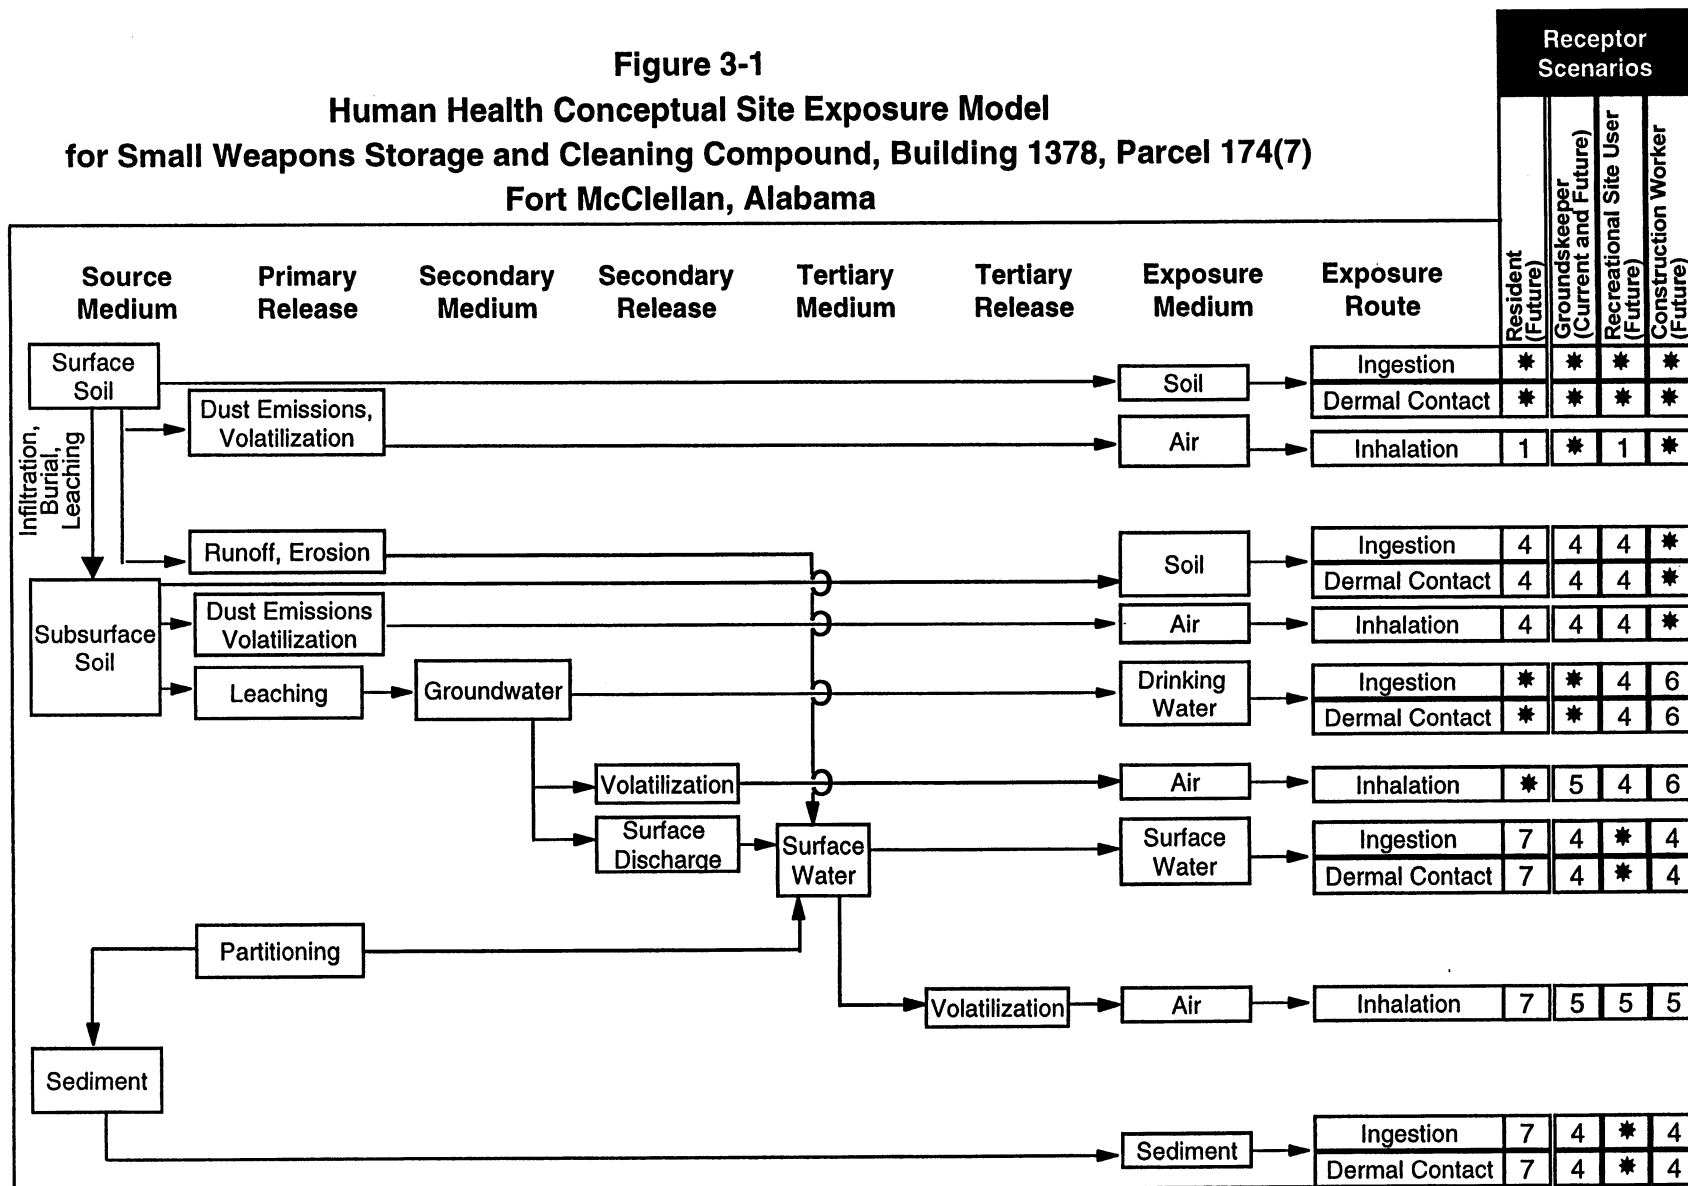 Figure 3-1
Human Health Conceptual Site Exposure Model
for Small Weapons Storage and Cleaning Compound, Building 1378, Parcel 174(7)
Fort McClellan, Alabama
Receptor
Scenarios
Resident
(Future)
Groundskeeper
(Current and Future)
Recreational Site User
(Future)
Construction Worker
(Future)
Source
Medium
Primary
Release
Secondary
Medium
Secondary
Release
Tertiary
Medium
Tertiary
Release
Exposure
Medium
Exposure
Route
Surface
Soil
Soil
Ingestion * * * *
Dermal Contact * * * *
Dust Emissions,
Volatilization
Air
Inhalation 1 * 1 *
Infiltration,
Burial,
Leaching
Runoff, Erosion
Soil
Ingestion 4 4 4 *
Dermal Contact 4 4 4 *
Subsurface
Soil
Dust Emissions
Volatilization
Air
Inhalation 4 4 4 *
Leaching
Groundwater
Drinking
Water
Ingestion * * 4 6
Dermal Contact * * 4 6
Volatilization
Air
Inhalation * 5 4 6
Surface
Discharge
Surface
Water
Surface
Water
Ingestion 7 4 * 4
Dermal Contact 7 4 * 4
Partitioning
Volatilization
Air
Inhalation 7 5 5 5
Sediment
Sediment
Ingestion 7 4 * 4
Dermal Contact 7 4 * 4